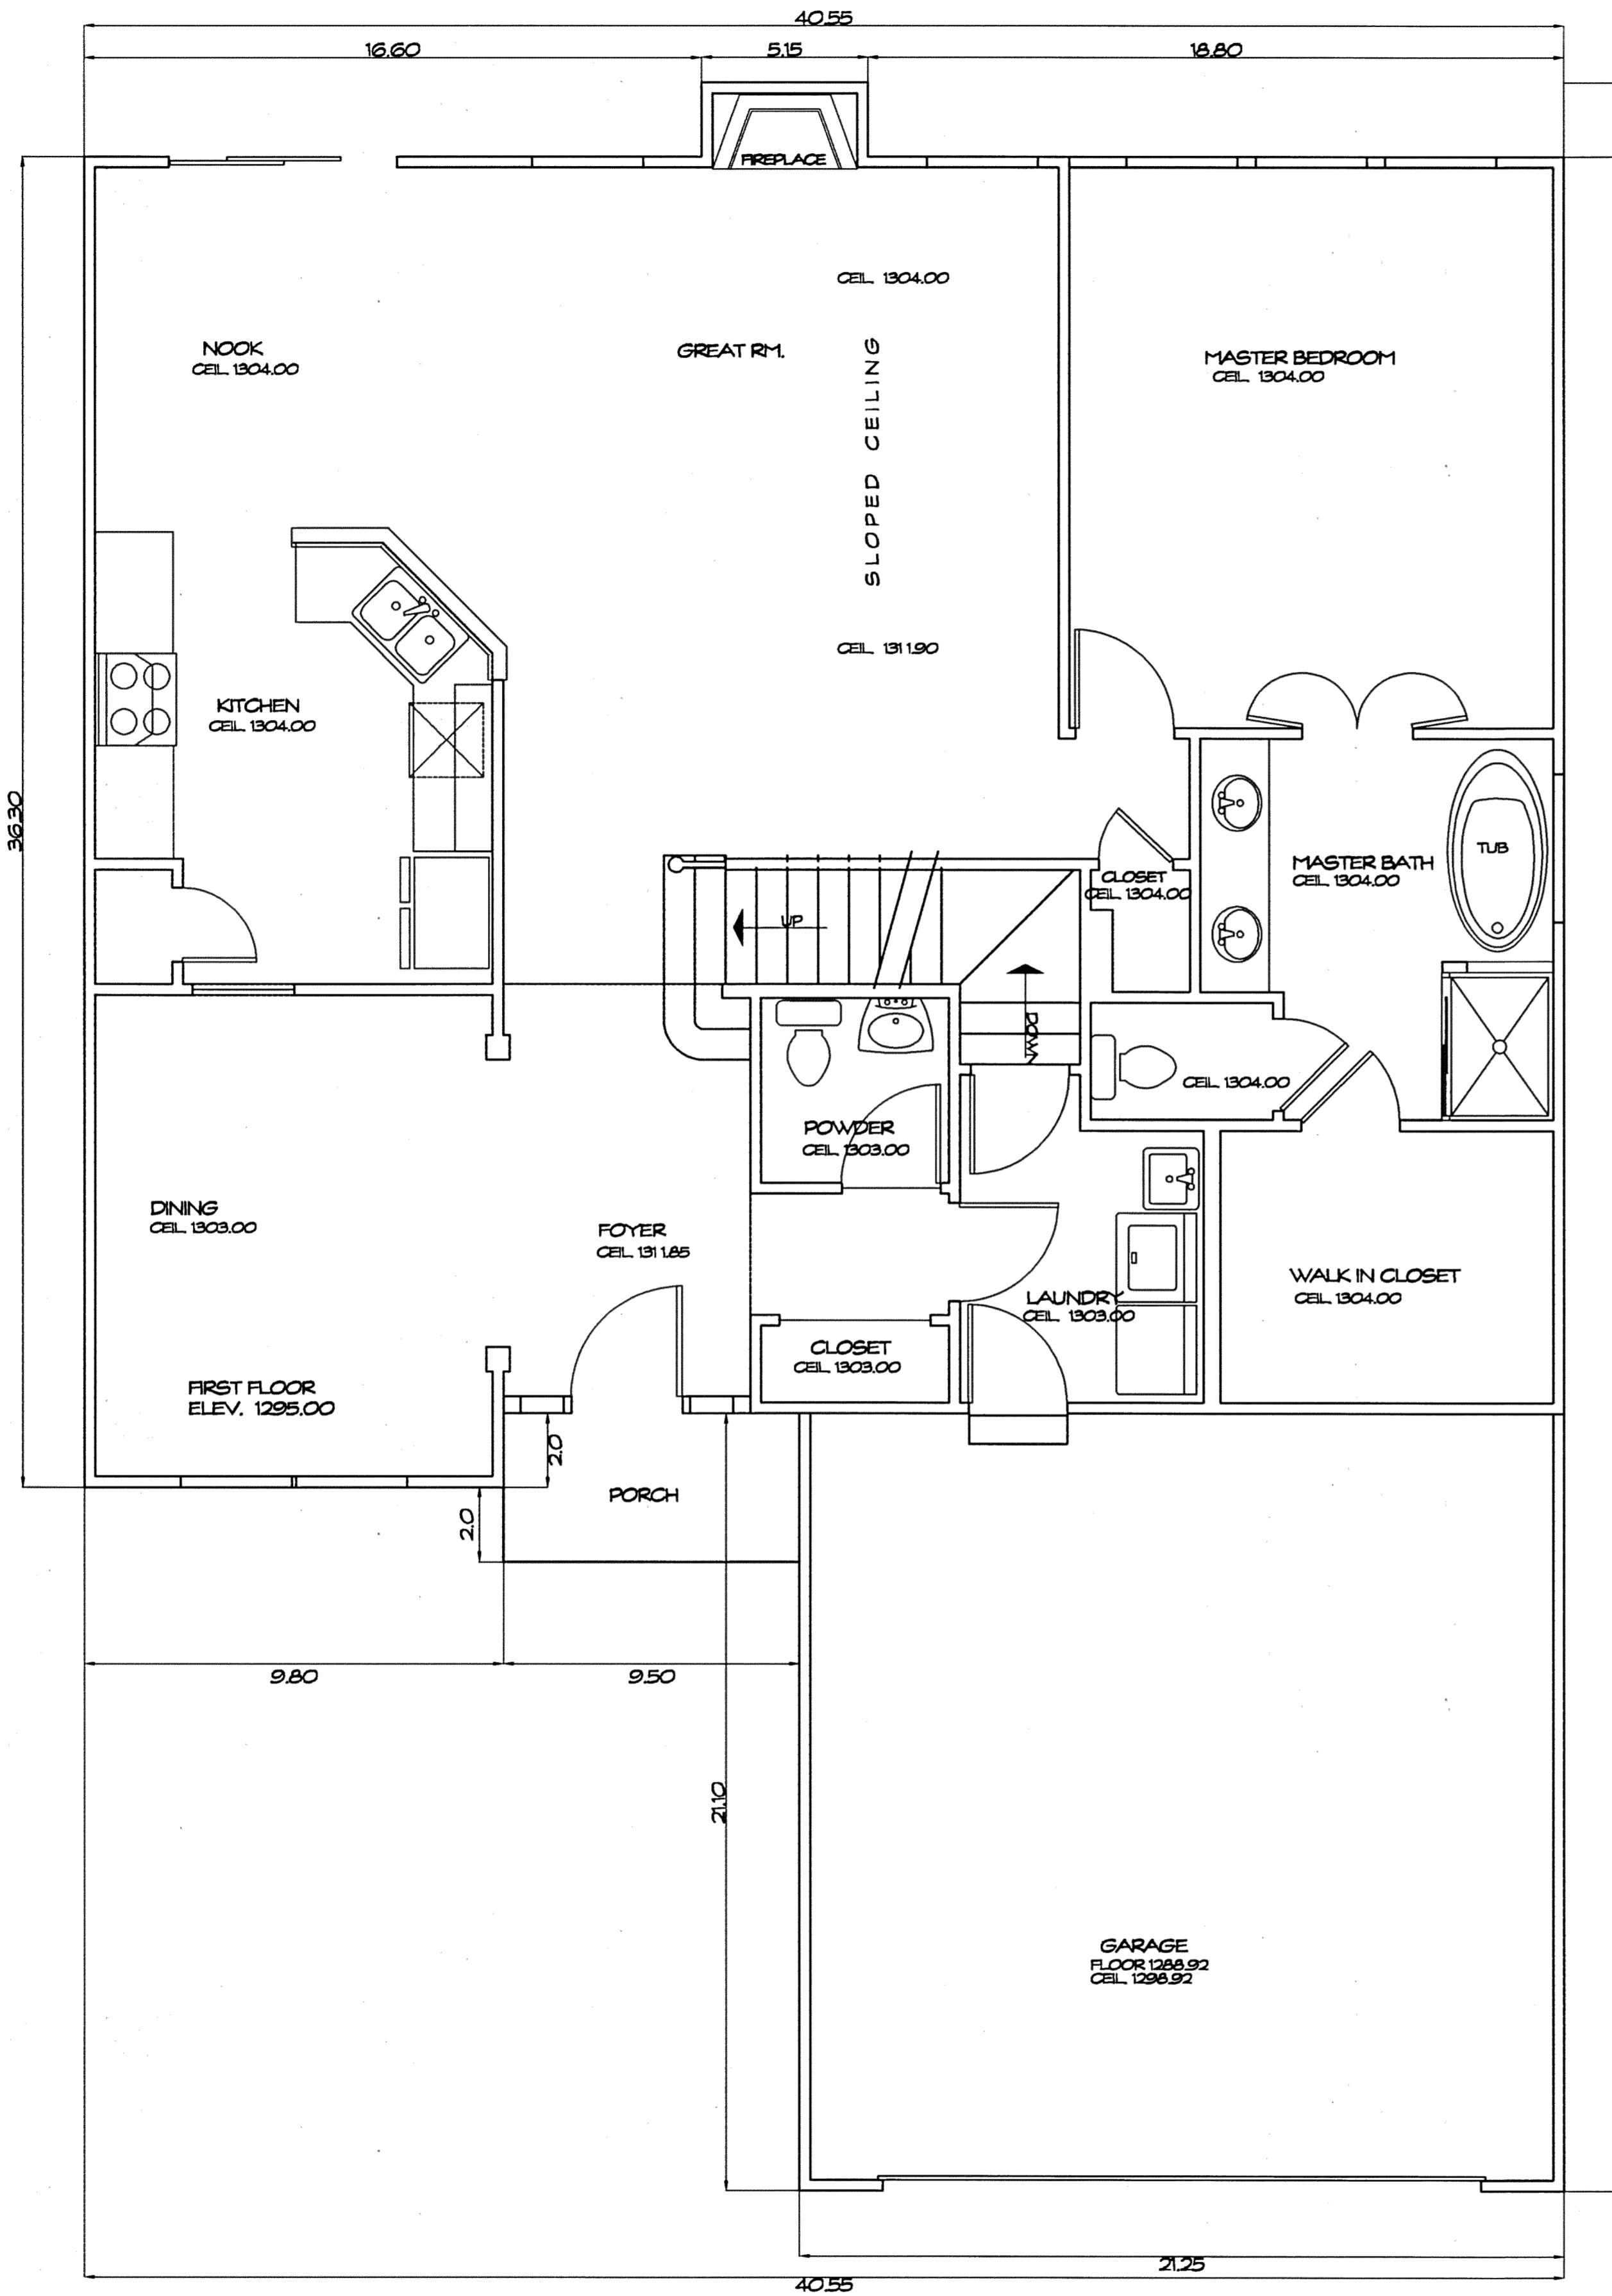 40.55
16.60
5.15
18.80
FIREPLACE
CEIL. 1304.00
NOOK
CEIL. 1304.00
GREAT RM.
SLOPED CEILING
MASTER BEDROOM
CEIL. 1304.00
CEIL. 1311.90
KITCHEN
CEIL. 1304.00
36.30
TUB
MASTER BATH
CEIL. 1304.00
CLOSET
CEIL. 1304.00
UP
DOWN
CEIL. 1304.00
POWDER
CEIL. 1303.00
DINING
CEIL. 1303.00
FOYER
CEIL. 1311.85
WALK IN CLOSET
CEIL. 1304.00
LAUNDRY
CEIL. 1303.00
CLOSET
CEIL. 1303.00
FIRST FLOOR
ELEV. 1295.00
2.0
PORCH
2.0
9.80
9.50
21.10
GARAGE
FLOOR 1288.92
CEIL. 1298.92
21.25
40.55